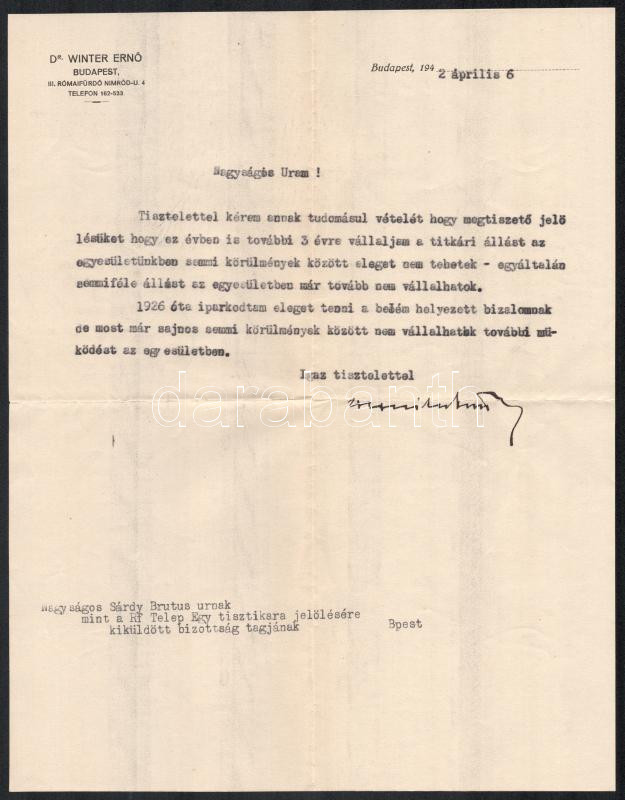 Dr. WINTER ERNŐ
BUDAPEST,
III. RÓMAIFÜRDŐ NIMRÓD-U. 4
TELEFON 162-533
Budapest, 194 2 április 6
Nagyságos Uram !
Tisztelettel kérem annak tudomásul vételét hogy megtisztető jelö
lésüket hogy ez évben is további 3 évre vállaljam a titkári állást az
egyesületünkben semmi körülmények között eleget nem tehetek - egyáltalán
semmiféle állást az egyesületben már tovább nem vállalhatok.
1926 óta iparkodtam eleget tenni a belém helyezett bizalomnak
de most már sajnos semmi körülmények között nem vállalhatok további mü-
ködést az egyesületben.
Igaz tisztelettel
darabanth
Nagyságos Sárdy Brutus urnak
mint a RF Telep Egy tisztikara jelölésére
kiküldött bizottság tagjának
Bpest